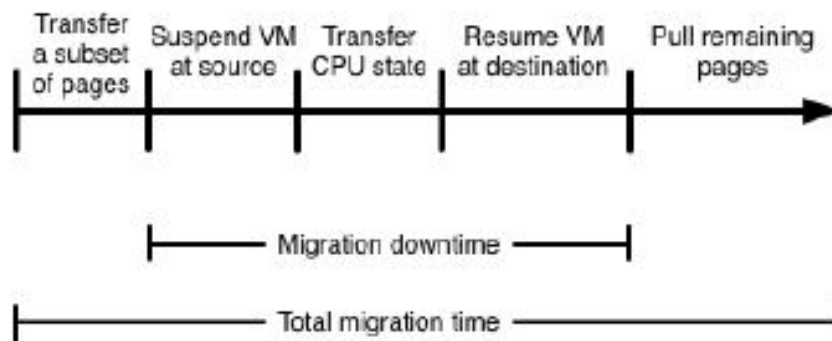 Transfer
a subset
of pages
Suspend VM
at source
Transfer
CPU state
Resume VM
at destination
Pull remaining
pages
Migration downtime
Total migration time